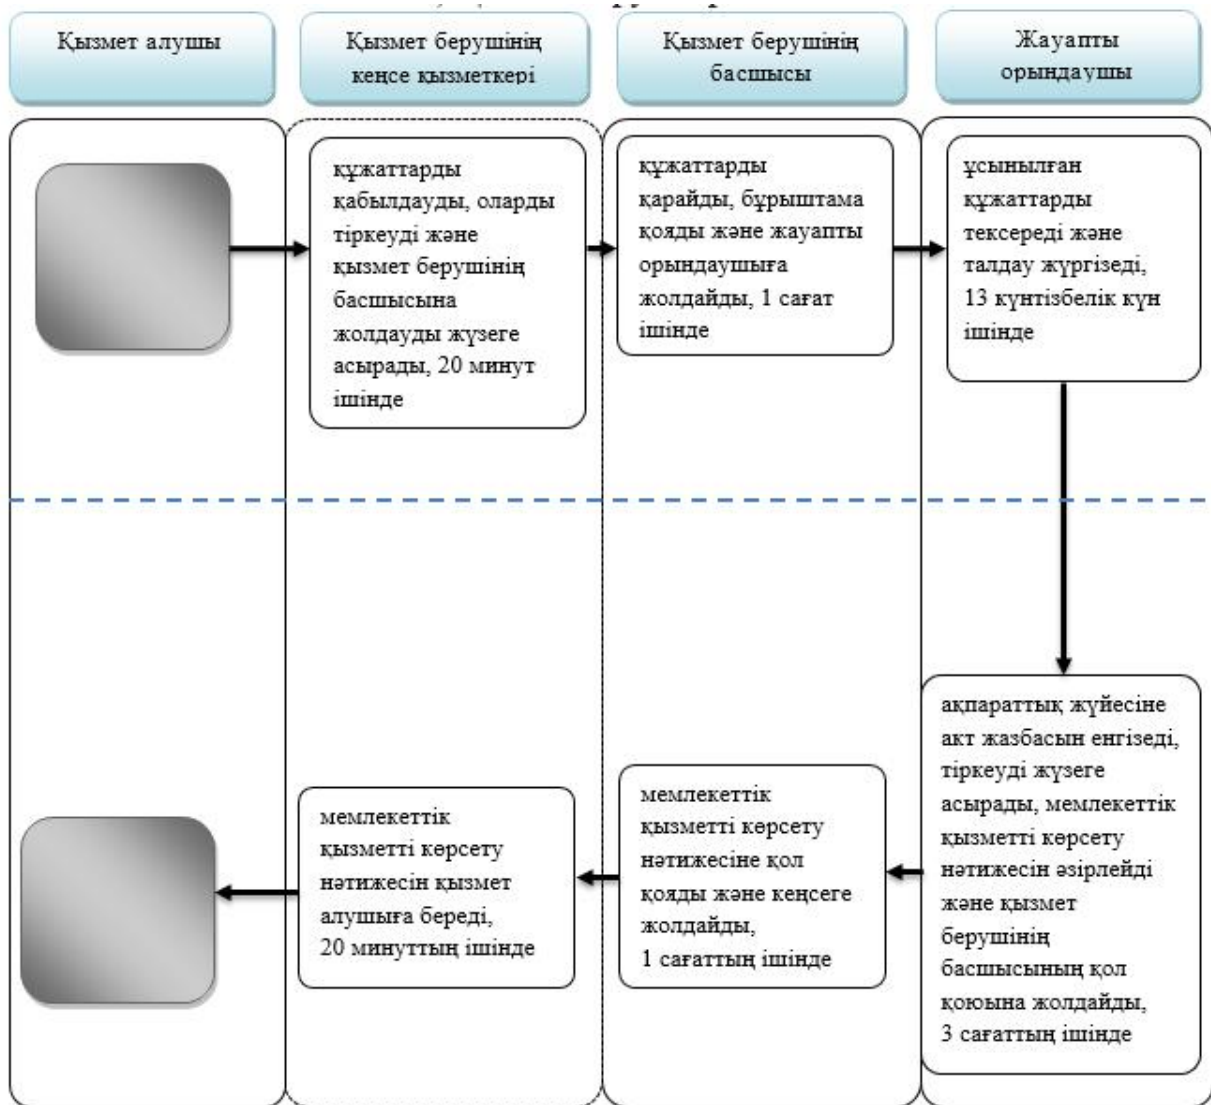 Қызмет алушы
Қызмет берушінің
кеңсе қызметкері
Қызмет берушінің
басшысы
Жауапты
орындаушы
құжаттарды
қабылдауды, оларды
тіркеуді және
қызмет берушінің
басшысына
жолдауды жүзеге
асырады, 20 минут
ішінде
құжаттарды
қарайды, бұрыштама
қояды және жауапты
орындаушыға
жолдайды, 1 сағат
ішінде
ұсынылған
құжаттарды
тексереді және
талдау жүргізеді,
13 күнтізбелік күн
ішінде
ақпараттық жүйесіне
акт жазбасын енгізеді,
тіркеуді жүзеге
асырады, мемлекеттік
қызметті көрсету
нәтижесін әзірлейді
және қызмет
берушінің
басшысының қол
қоюына жолдайды,
3 сағаттың ішінде
мемлекеттік
қызметті көрсету
нәтижесіне қол
қояды және кеңсеге
жолдайды,
1 сағаттың ішінде
мемлекеттік
қызметті көрсету
нәтижесін қызмет
алушыға береді,
20 минуттың ішінде